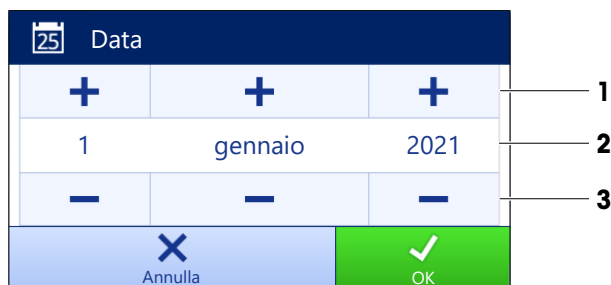 25 Data
+ + + 1
1 gennaio 2021 2
− − − 3
Annulla OK